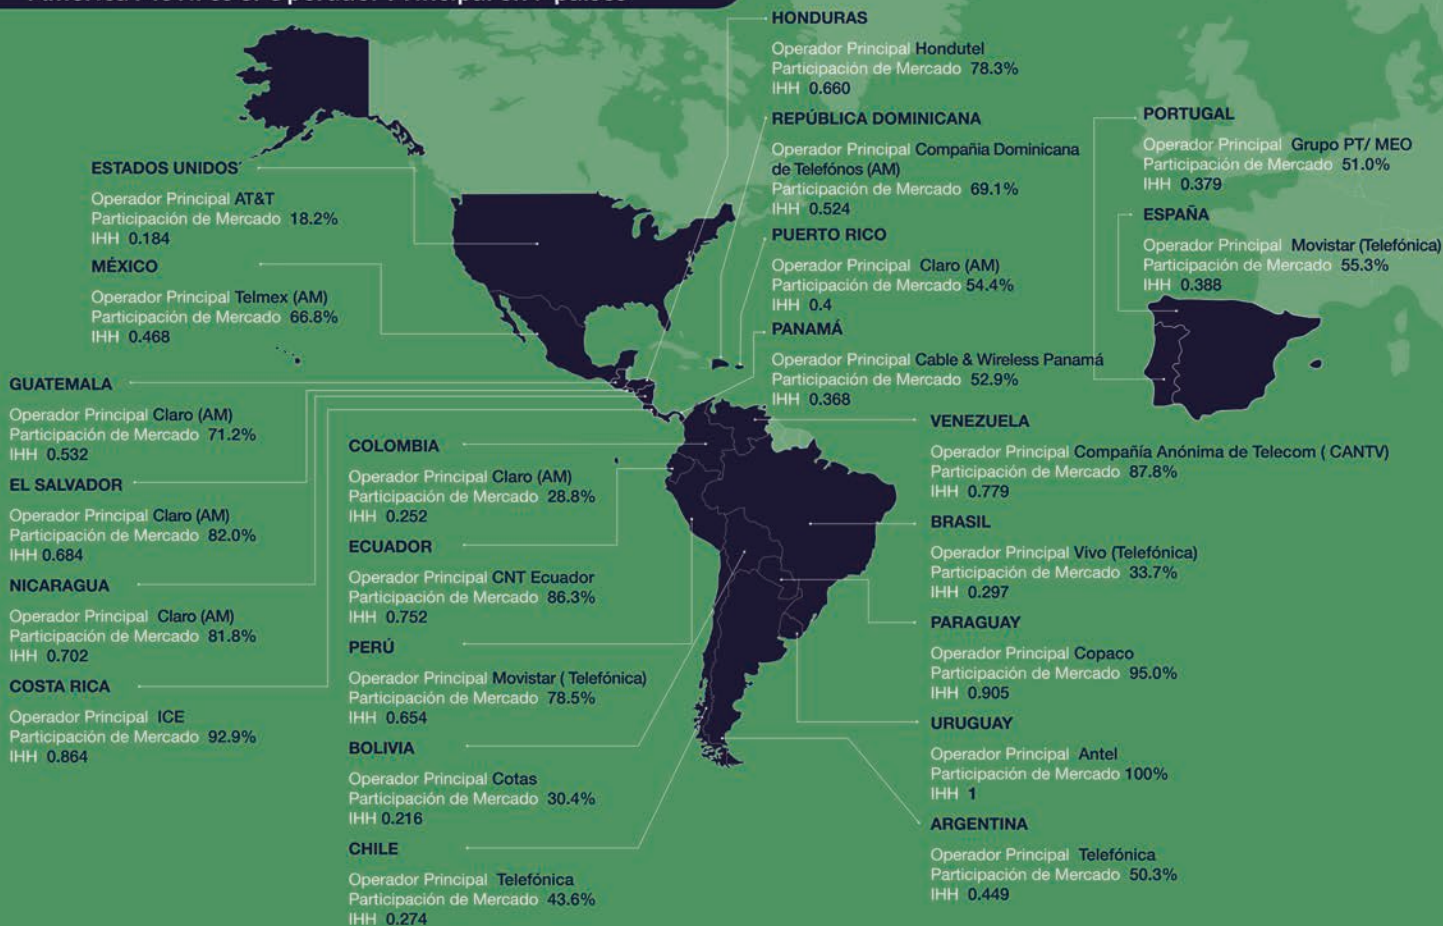 América Móvil es el Operador Principal en 7 países
ESTADOS UNIDOS
Operador Principal AT&T
Participación de Mercado 18.2%
IHH 0.184
MÉXICO
Operador Principal Telmex (AM)
Participación de Mercado 66.8%
IHH 0.468
GUATEMALA
Operador Principal Claro (AM)
Participación de Mercado 71.2%
IHH 0.532
EL SALVADOR
Operador Principal Claro (AM)
Participación de Mercado 82.0%
IHH 0.684
NICARAGUA
Operador Principal Claro (AM)
Participación de Mercado 81.8%
IHH 0.702
COSTA RICA
Operador Principal ICE
Participación de Mercado 92.9%
IHH 0.864
COLOMBIA
Operador Principal Claro (AM)
Participación de Mercado 28.8%
IHH 0.252
ECUADOR
Operador Principal CNT Ecuador
Participación de Mercado 86.3%
IHH 0.752
PERÚ
Operador Principal Movistar ( Telefónica)
Participación de Mercado 78.5%
IHH 0.654
BOLIVIA
Operador Principal Cotas
Participación de Mercado 30.4%
IHH 0.216
CHILE
Operador Principal Telefónica
Participación de Mercado 43.6%
IHH 0.274
HONDURAS
Operador Principal Hondutel
Participación de Mercado 78.3%
IHH 0.660
REPÚBLICA DOMINICANA
Operador Principal Compañia Dominicana
de Telefónos (AM)
Participación de Mercado 69.1%
IHH 0.524
PUERTO RICO
Operador Principal Claro (AM)
Participación de Mercado 54.4%
IHH 0.4
PANAMÁ
Operador Principal Cable & Wireless Panamá
Participación de Mercado 52.9%
IHH 0.368
VENEZUELA
Operador Principal Compañía Anónima de Telecom ( CANTV)
Participación de Mercado 87.8%
IHH 0.779
BRASIL
Operador Principal Vivo (Telefónica)
Participación de Mercado 33.7%
IHH 0.297
PARAGUAY
Operador Principal Copaco
Participación de Mercado 95.0%
IHH 0.905
URUGUAY
Operador Principal Antel
Participación de Mercado 100%
IHH 1
ARGENTINA
Operador Principal Telefónica
Participación de Mercado 50.3%
IHH 0.449
PORTUGAL
Operador Principal Grupo PT/ MEO
Participación de Mercado 51.0%
IHH 0.379
ESPAÑA
Operador Principal Movistar (Telefónica)
Participación de Mercado 55.3%
IHH 0.388